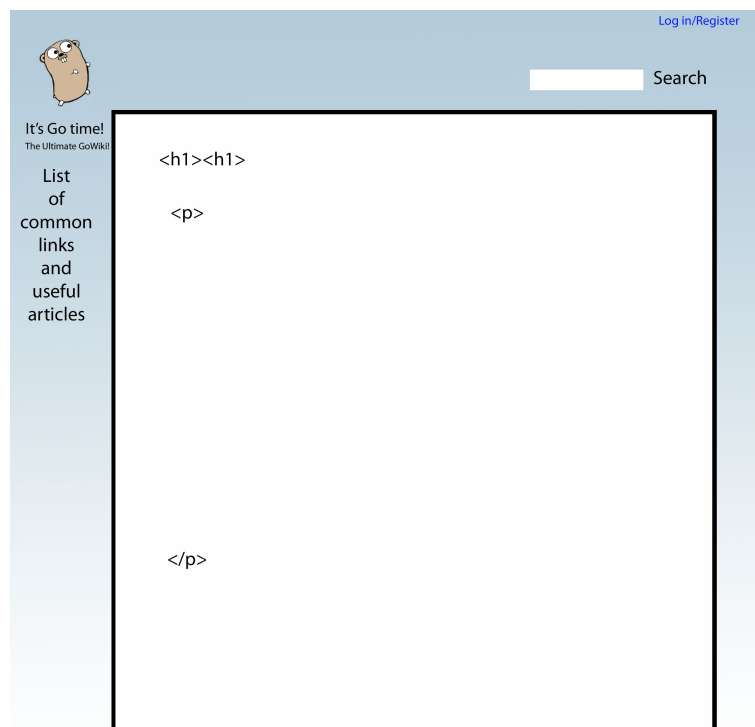 Log in/Register
Search
It's Go time!
The Ultimate GoWiki!
List
of
common
links
and
useful
articles
<h1><h1>
<p>
</p>